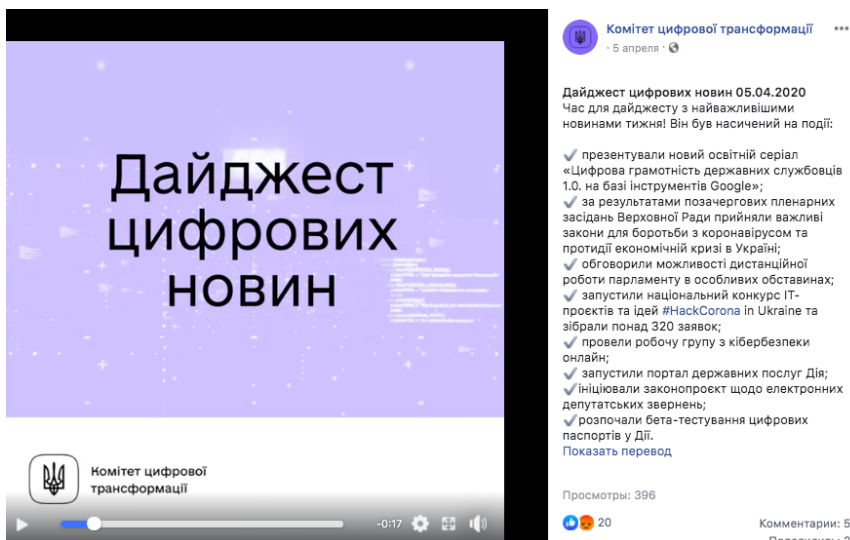 Дайджест
цифрових
новин
Комітет цифрової
трансформації
-0:17
Комітет цифрової трансформації
· 5 апреля ·
Дайджест цифрових новин 05.04.2020
Час для дайджесту з найважливішими
новинами тижня! Він був насичений на події:
✔ презентували новий освітній серіал
«Цифрова грамотність державних службовців
1.0. на базі інструментів Google»;
✔ за результатами позачергових пленарних
засідань Верховної Ради прийняли важливі
закони для боротьби з коронавірусом та
протидії економічній кризі в Україні;
✔ обговорили можливості дистанційної
роботи парламенту в особливих обставинах;
✔ запустили національний конкурс ІТ-
проєктів та ідей #HackCorona in Ukraine та
зібрали понад 320 заявок;
✔ провели робочу групу з кібербезпеки
онлайн;
✔ запустили портал державних послуг Дія;
✔ініціювали законопроєкт щодо електронних
депутатських звернень;
✔розпочали бета-тестування цифрових
паспортів у Дії.
Показать перевод
Просмотры: 396
20
Комментарии: 5